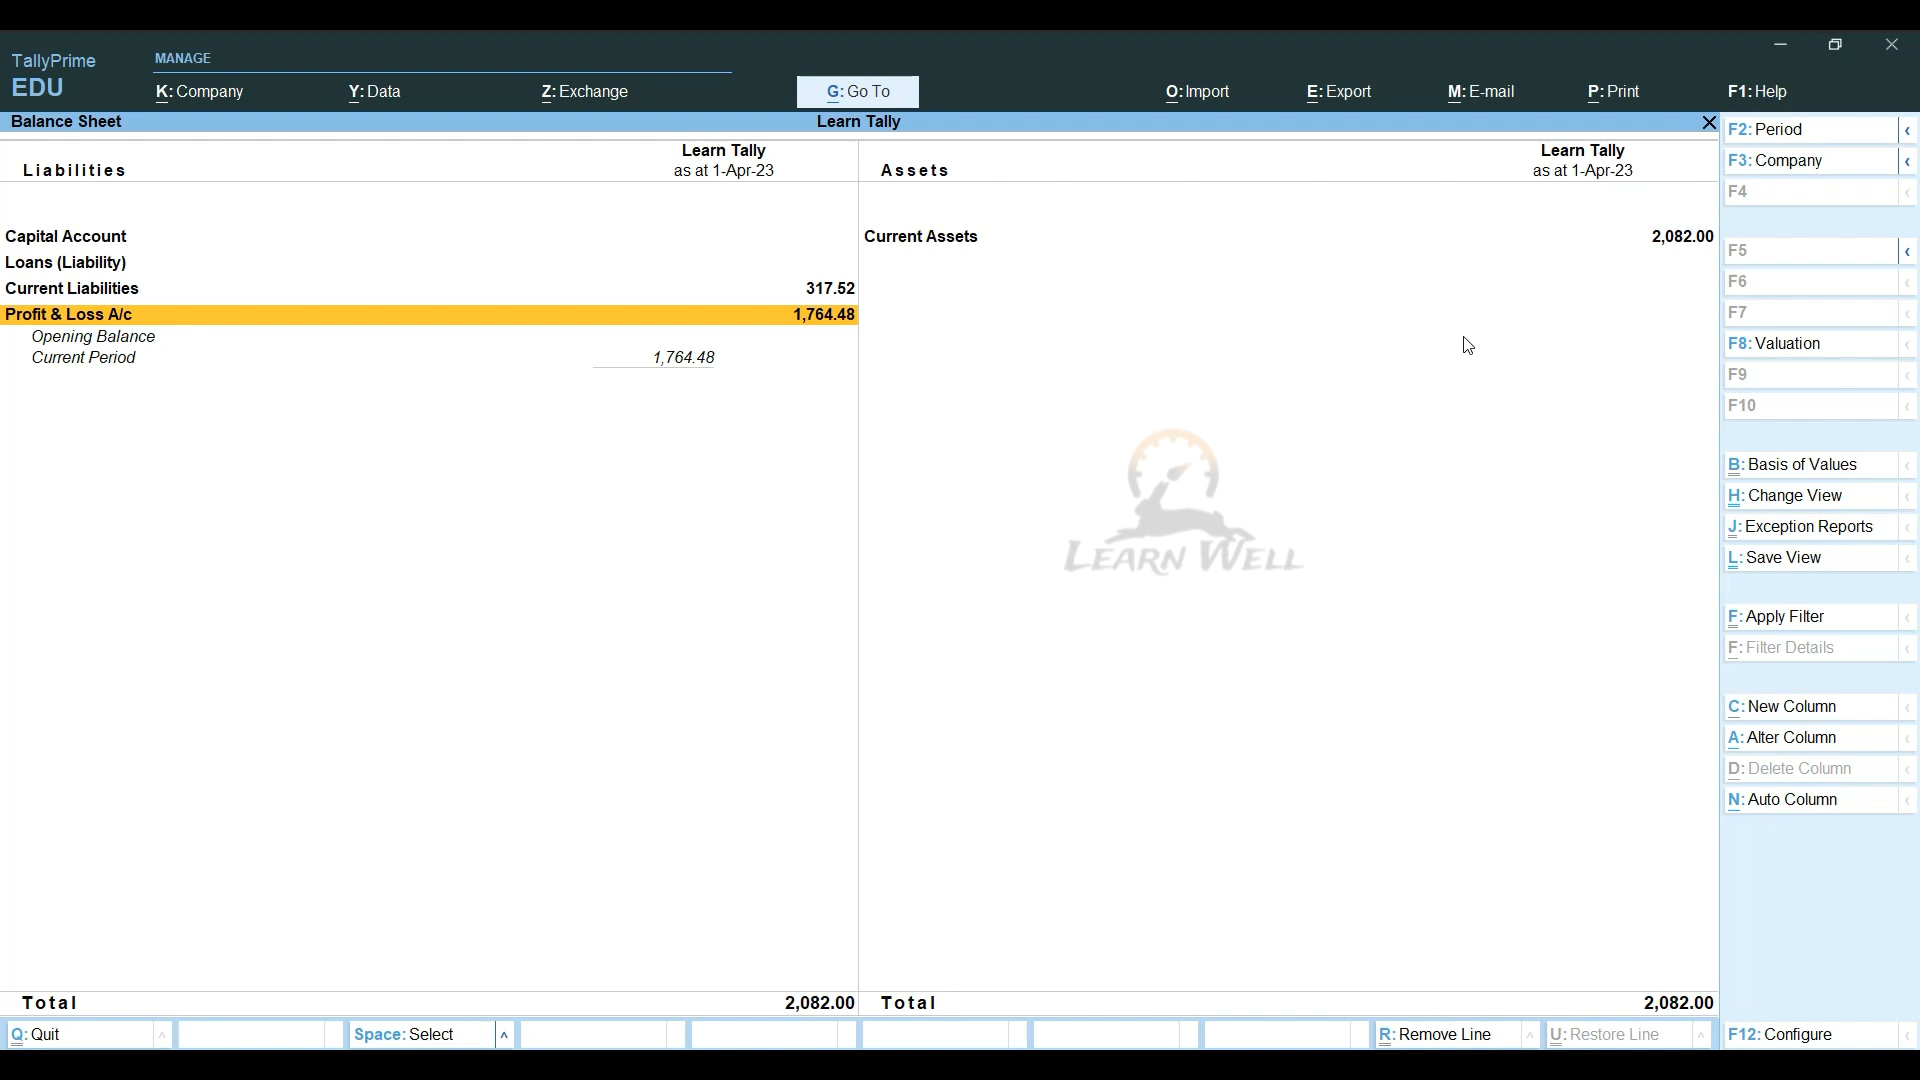 TallyPrime
EDU
MANAGE
K: Company Y: Data Z: Exchange G: Go To O: Import E: Export M: E-mail P: Print F1: Help
Balance Sheet Learn Tally
Liabilities Learn Tally as at 1-Apr-23
Assets Learn Tally as at 1-Apr-23
Capital Account
Loans (Liability)
Current Liabilities 317.52
Profit & Loss A/c 1,764.48
Opening Balance
Current Period 1,764.48
Current Assets 2,082.00
LEARN WELL
Total 2,082.00
Total 2,082.00
F2: Period
F3: Company
F4
F5
F6
F7
F8: Valuation
F9
F10
B: Basis of Values
H: Change View
J: Exception Reports
L: Save View
F: Apply Filter
F: Filter Details
C: New Column
A: Alter Column
D: Delete Column
N: Auto Column
Q: Quit Space: Select R: Remove Line U: Restore Line F12: Configure